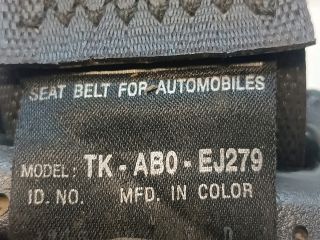 SEAT BELT FOR AUTOMOBILES
MODEL: TK - AB0 - EJ279
ID. NO. MFD. IN COLOR